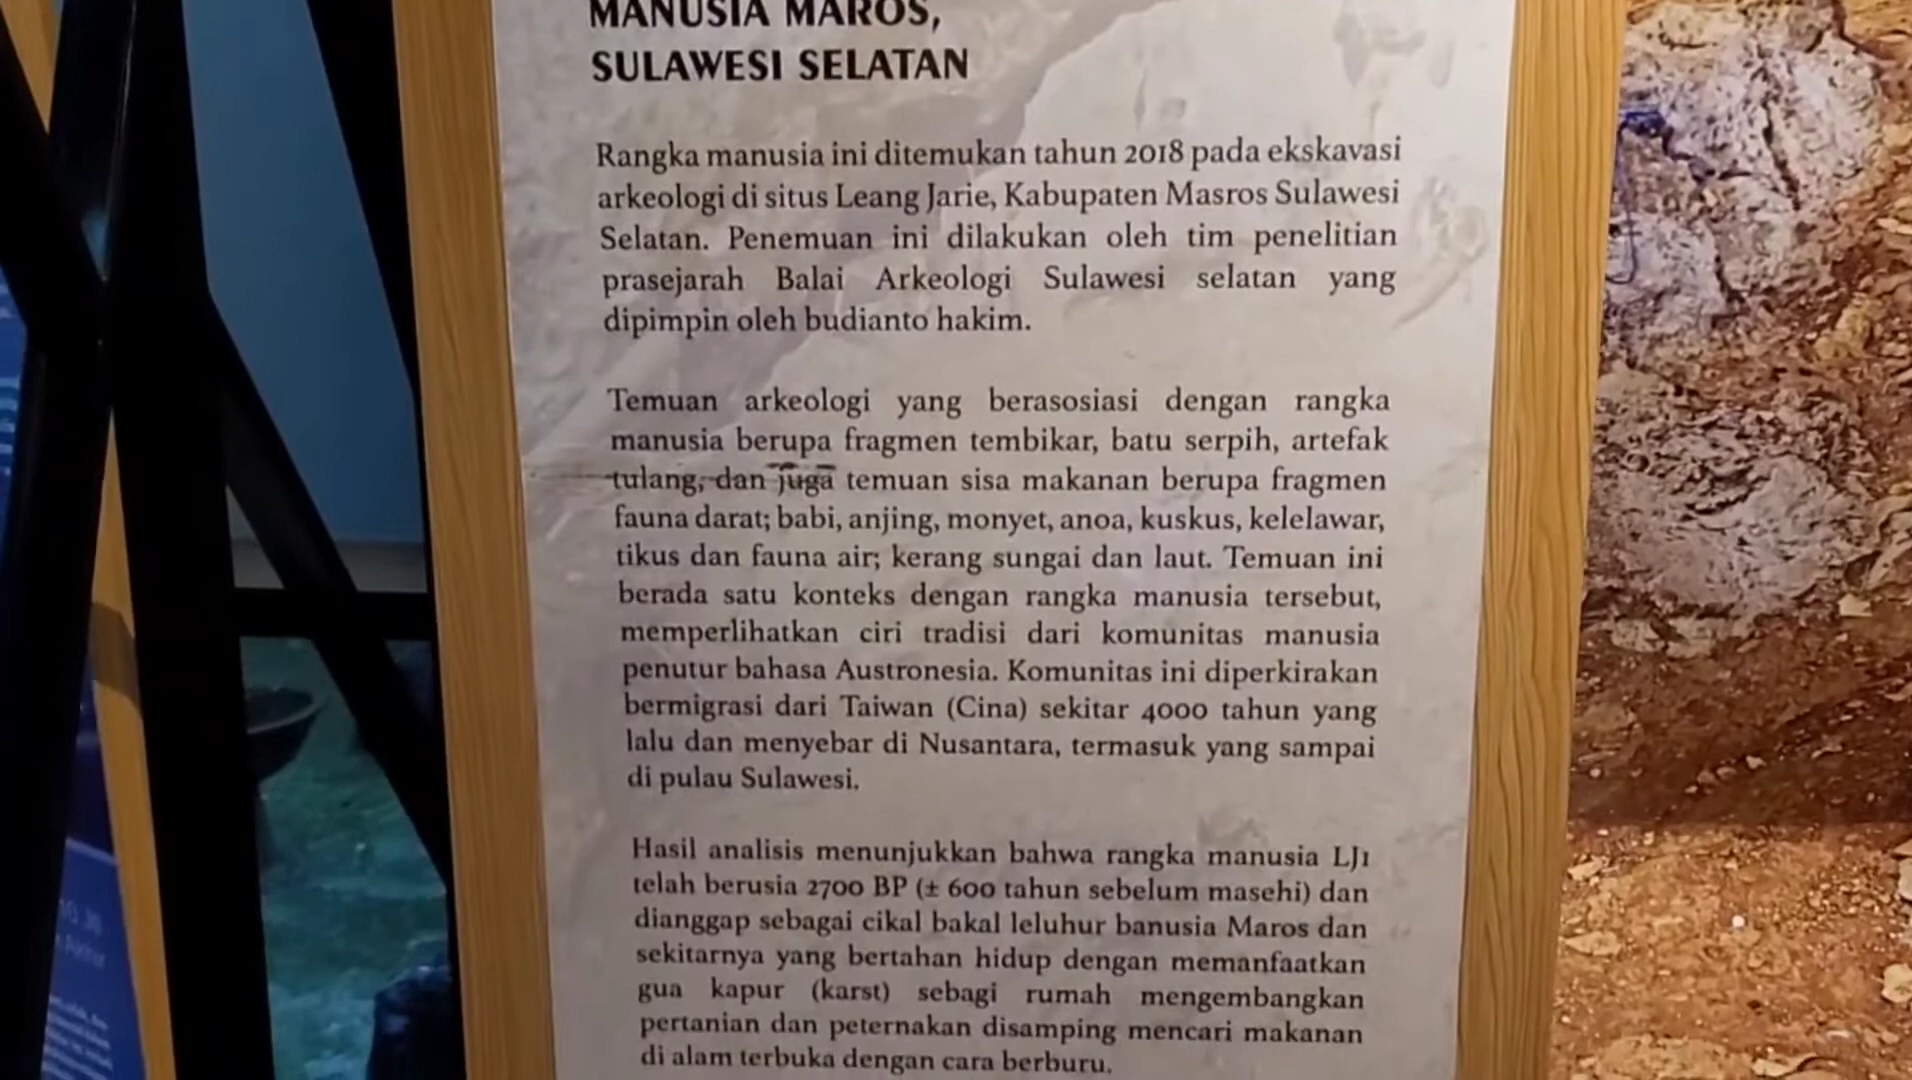 MANUSIA MAROS,
SULAWESI SELATAN
Rangka manusia ini ditemukan tahun 2018 pada ekskavasi
arkeologi di situs Leang Jarie, Kabupaten Masros Sulawesi
Selatan. Penemuan ini dilakukan oleh tim penelitian
prasejarah Balai Arkeologi Sulawesi selatan yang
dipimpin oleh budianto hakim.
Temuan arkeologi yang berasosiasi dengan rangka
manusia berupa fragmen tembikar, batu serpih, artefak
tulang, dan juga temuan sisa makanan berupa fragmen
fauna darat; babi, anjing, monyet, anoa, kuskus, kelelawar,
tikus dan fauna air; kerang sungai dan laut. Temuan ini
berada satu konteks dengan rangka manusia tersebut,
memperlihatkan ciri tradisi dari komunitas manusia
penutur bahasa Austronesia. Komunitas ini diperkirakan
bermigrasi dari Taiwan (Cina) sekitar 4000 tahun yang
lalu dan menyebar di Nusantara, termasuk yang sampai
di pulau Sulawesi.
Hasil analisis menunjukkan bahwa rangka manusia LJ1
telah berusia 2700 BP (± 600 tahun sebelum masehi) dan
dianggap sebagai cikal bakal leluhur banusia Maros dan
sekitarnya yang bertahan hidup dengan memanfaatkan
gua kapur (karst) sebagi rumah mengembangkan
pertanian dan peternakan disamping mencari makanan
di alam terbuka dengan cara berburu.